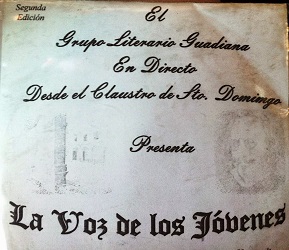 Segunda
Edición
El
Grupo Literario Guadiana
En Directo
Desde el Claustro de Sto. Domingo
Presenta
La Voz de los Jóvenes